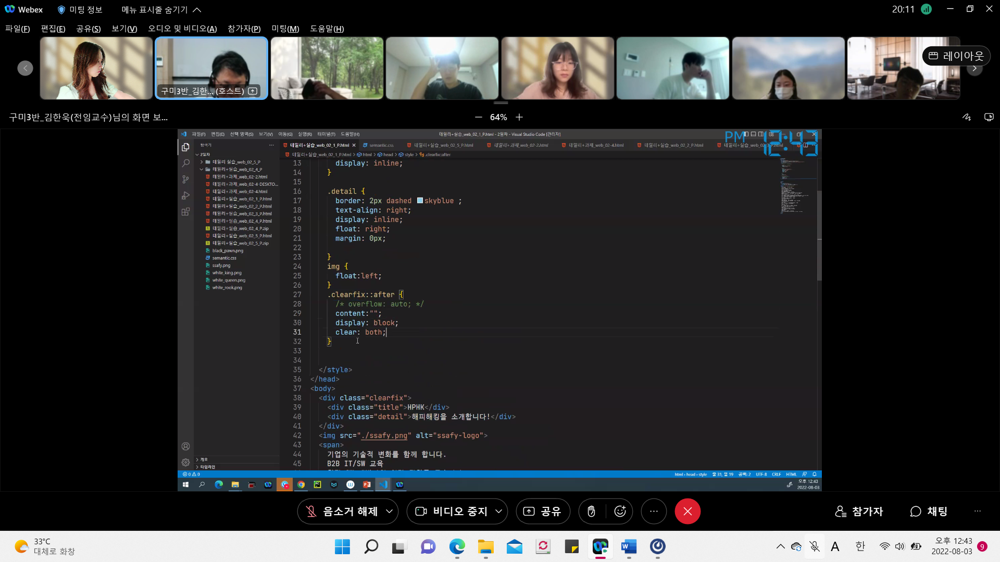 Webex 미팅 정보 메뉴 표시줄 숨기기 20:11
파일(F) 편집(E) 공유(S) 보기(V) 오디오 및 비디오(A) 참가자(P) 미팅(M) 도움말(H)
레이아웃
구미3반_김한... (호스트)
구미3반_김한욱(전임교수)님의 화면 보... 64%
파일(F) 편집(E) 선택 영역(S) 보기(V) 이동(G) 실행(R) 터미널(T) 도움말(H) 데일리+실습_web_02_1_P.html - 2일차 - Visual Studio Code [관리자]
PM 12:43
탐색기 ... 데일리+실습_web_02_1_P.html semantic.css 데일리+실습_web_02_5_P.html 데일리+과제_web_02-2.html 데일리+과제_web_02-4.html 데일리+실습_web_02_2_P.html 데일리+실습_web_02_3_P.html
데일리+실습_web_02_1_P.html > html > head > style > .clearfix::after
2일차
데일리 실습_web_02_5_P
데일리+실습_web_02_4_P
데일리+과제_web_02-2.html
데일리+과제_web_02-4-DESKTO...
데일리+과제_web_02-4.html
데일리+실습_web_02_1_P.html
데일리+실습_web_02_2_P.html
데일리+실습_web_02_3_P.html
데일리+실습_web_02_4_P.html
데일리+실습_web_02_4_P.zip
데일리+실습_web_02_5_P.html
데일리+실습_web_02_5_P.zip
black_pawn.png
semantic.css
ssafy.png
white_king.png
white_queen.png
white_rook.png
개요
타임라인
13 display: inline;
14 }
15
16 .detail {
17 border: 2px dashed skyblue ;
18 text-align: right;
19 display: inline;
20 float: right;
21 margin: 0px;
22
23 }
24 img {
25 float:left;
26 }
27 .clearfix::after {
28 /* overflow: auto; */
29 content:"";
30 display: block;
31 clear: both;
32 }
33
34
35 </style>
36 </head>
37 <body>
38 <div class="clearfix">
39 <div class="title">HPHK</div>
40 <div class="detail">해피해킹을 소개합니다!</div>
41 </div>
42 <img src="./ssafy.png" alt="ssafy-logo">
43 <span>
44 기업의 기술적 변화를 함께 합니다.
45 B2B IT/SW 교육
0 0 html > head > style 줄 31, 열 19 공백: 2 UTF-8 CRLF HTML
오후 12:43
2022-08-03
음소거 해제 비디오 중지 공유 ... 참가자 채팅 ...
33°C
대체로 화창
A 한 오후 12:43
2022-08-03 9